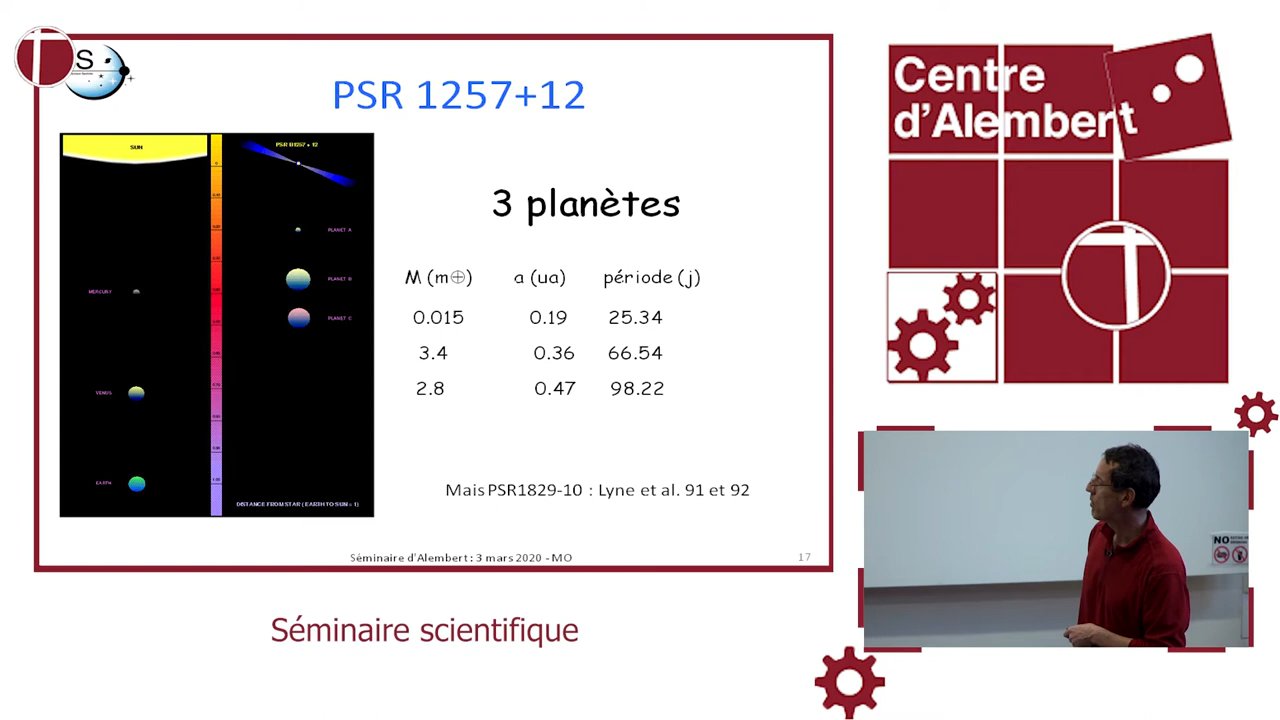 S
PSR 1257+12
SUN
PSR B1257 + 12
PLANET A
PLANET B
PLANET C
MERCURY
VENUS
EARTH
DISTANCE FROM STAR ( EARTH TO SUN = 1)
3 planètes
M (m⊕) a (ua) période (j)
0.015 0.19 25.34
3.4 0.36 66.54
2.8 0.47 98.22
Mais PSR1829-10 : Lyne et al. 91 et 92
Séminaire d'Alembert : 3 mars 2020 - MO
17
Séminaire scientifique
Centre
d'Alembert
NO